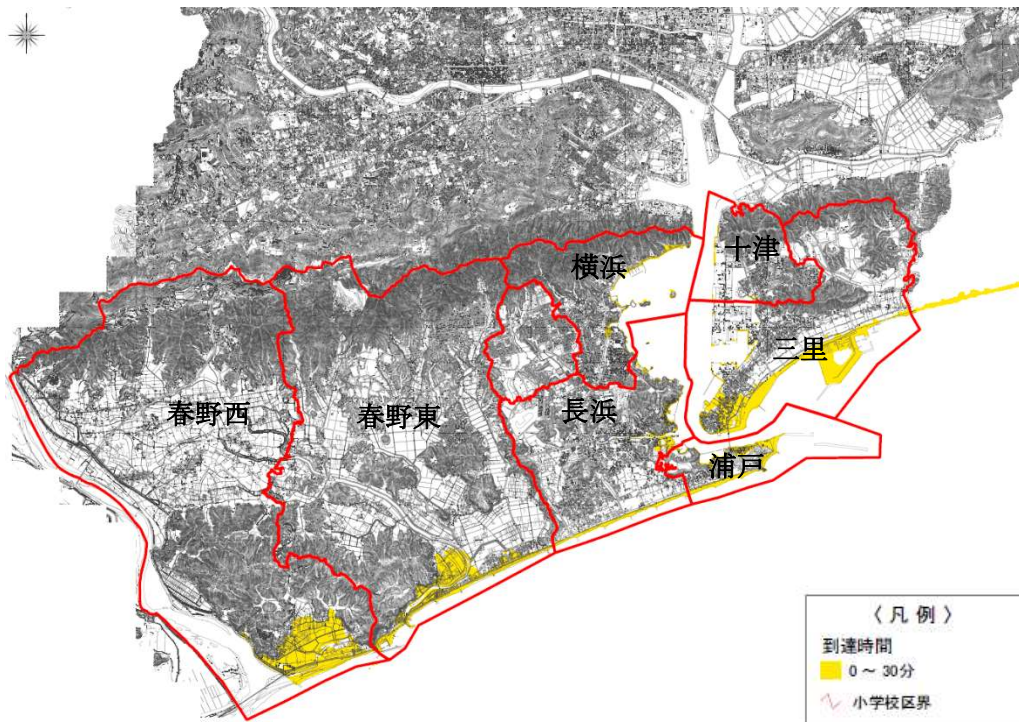 横浜
十津
三里
春野西
春野東
長浜
浦戸
〈 凡 例 〉
到達時間
0 ～ 30分
小学校区界